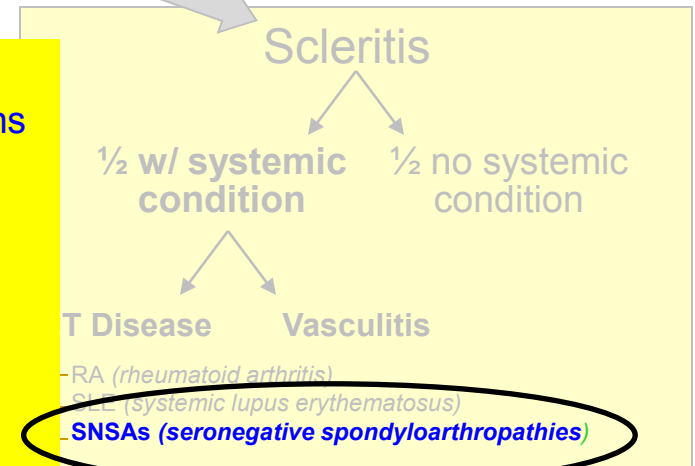 Scleritis
ns
½ w/ systemic ½ no systemic
condition condition
T Disease Vasculitis
RA (rheumatoid arthritis)
SLE (systemic lupus erythematosus)
SNSAs (seronegative spondyloarthropathies)